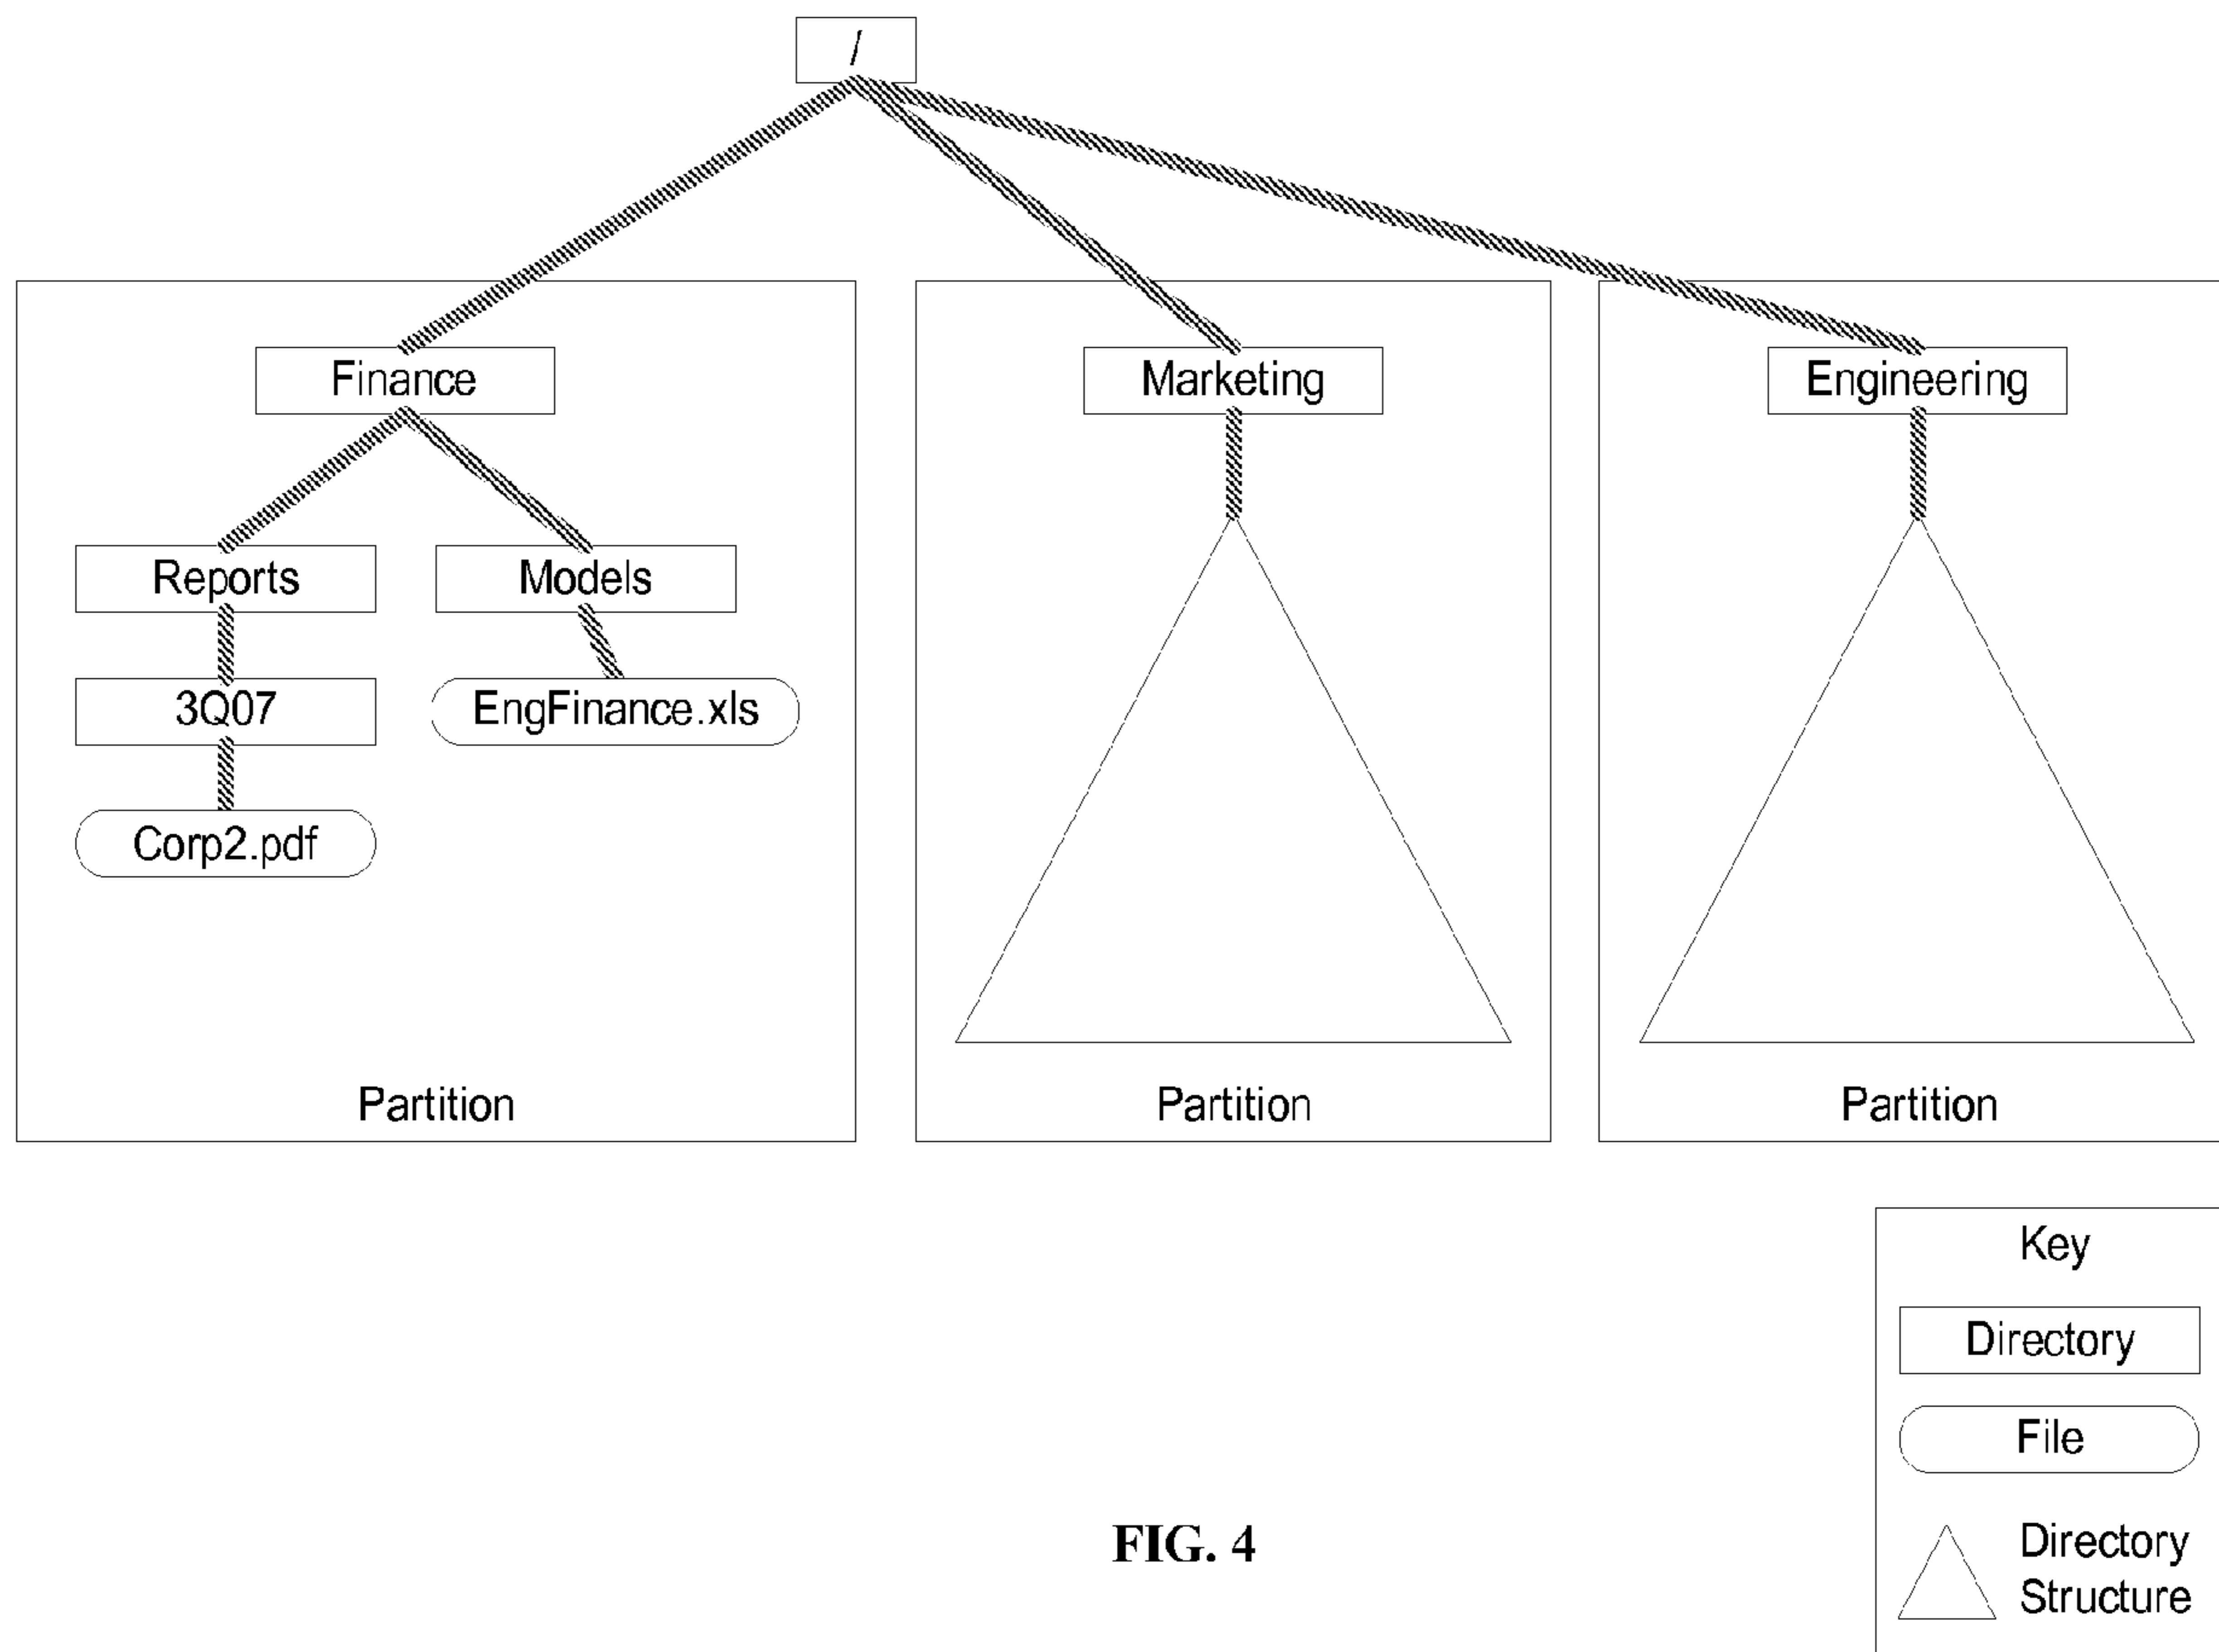 /
Finance
Marketing
Engineering
Reports
Models
3Q07
EngFinance.xls
Corp2.pdf
Partition
Partition
Partition
Key
Directory
File
Directory
Structure
FIG. 4